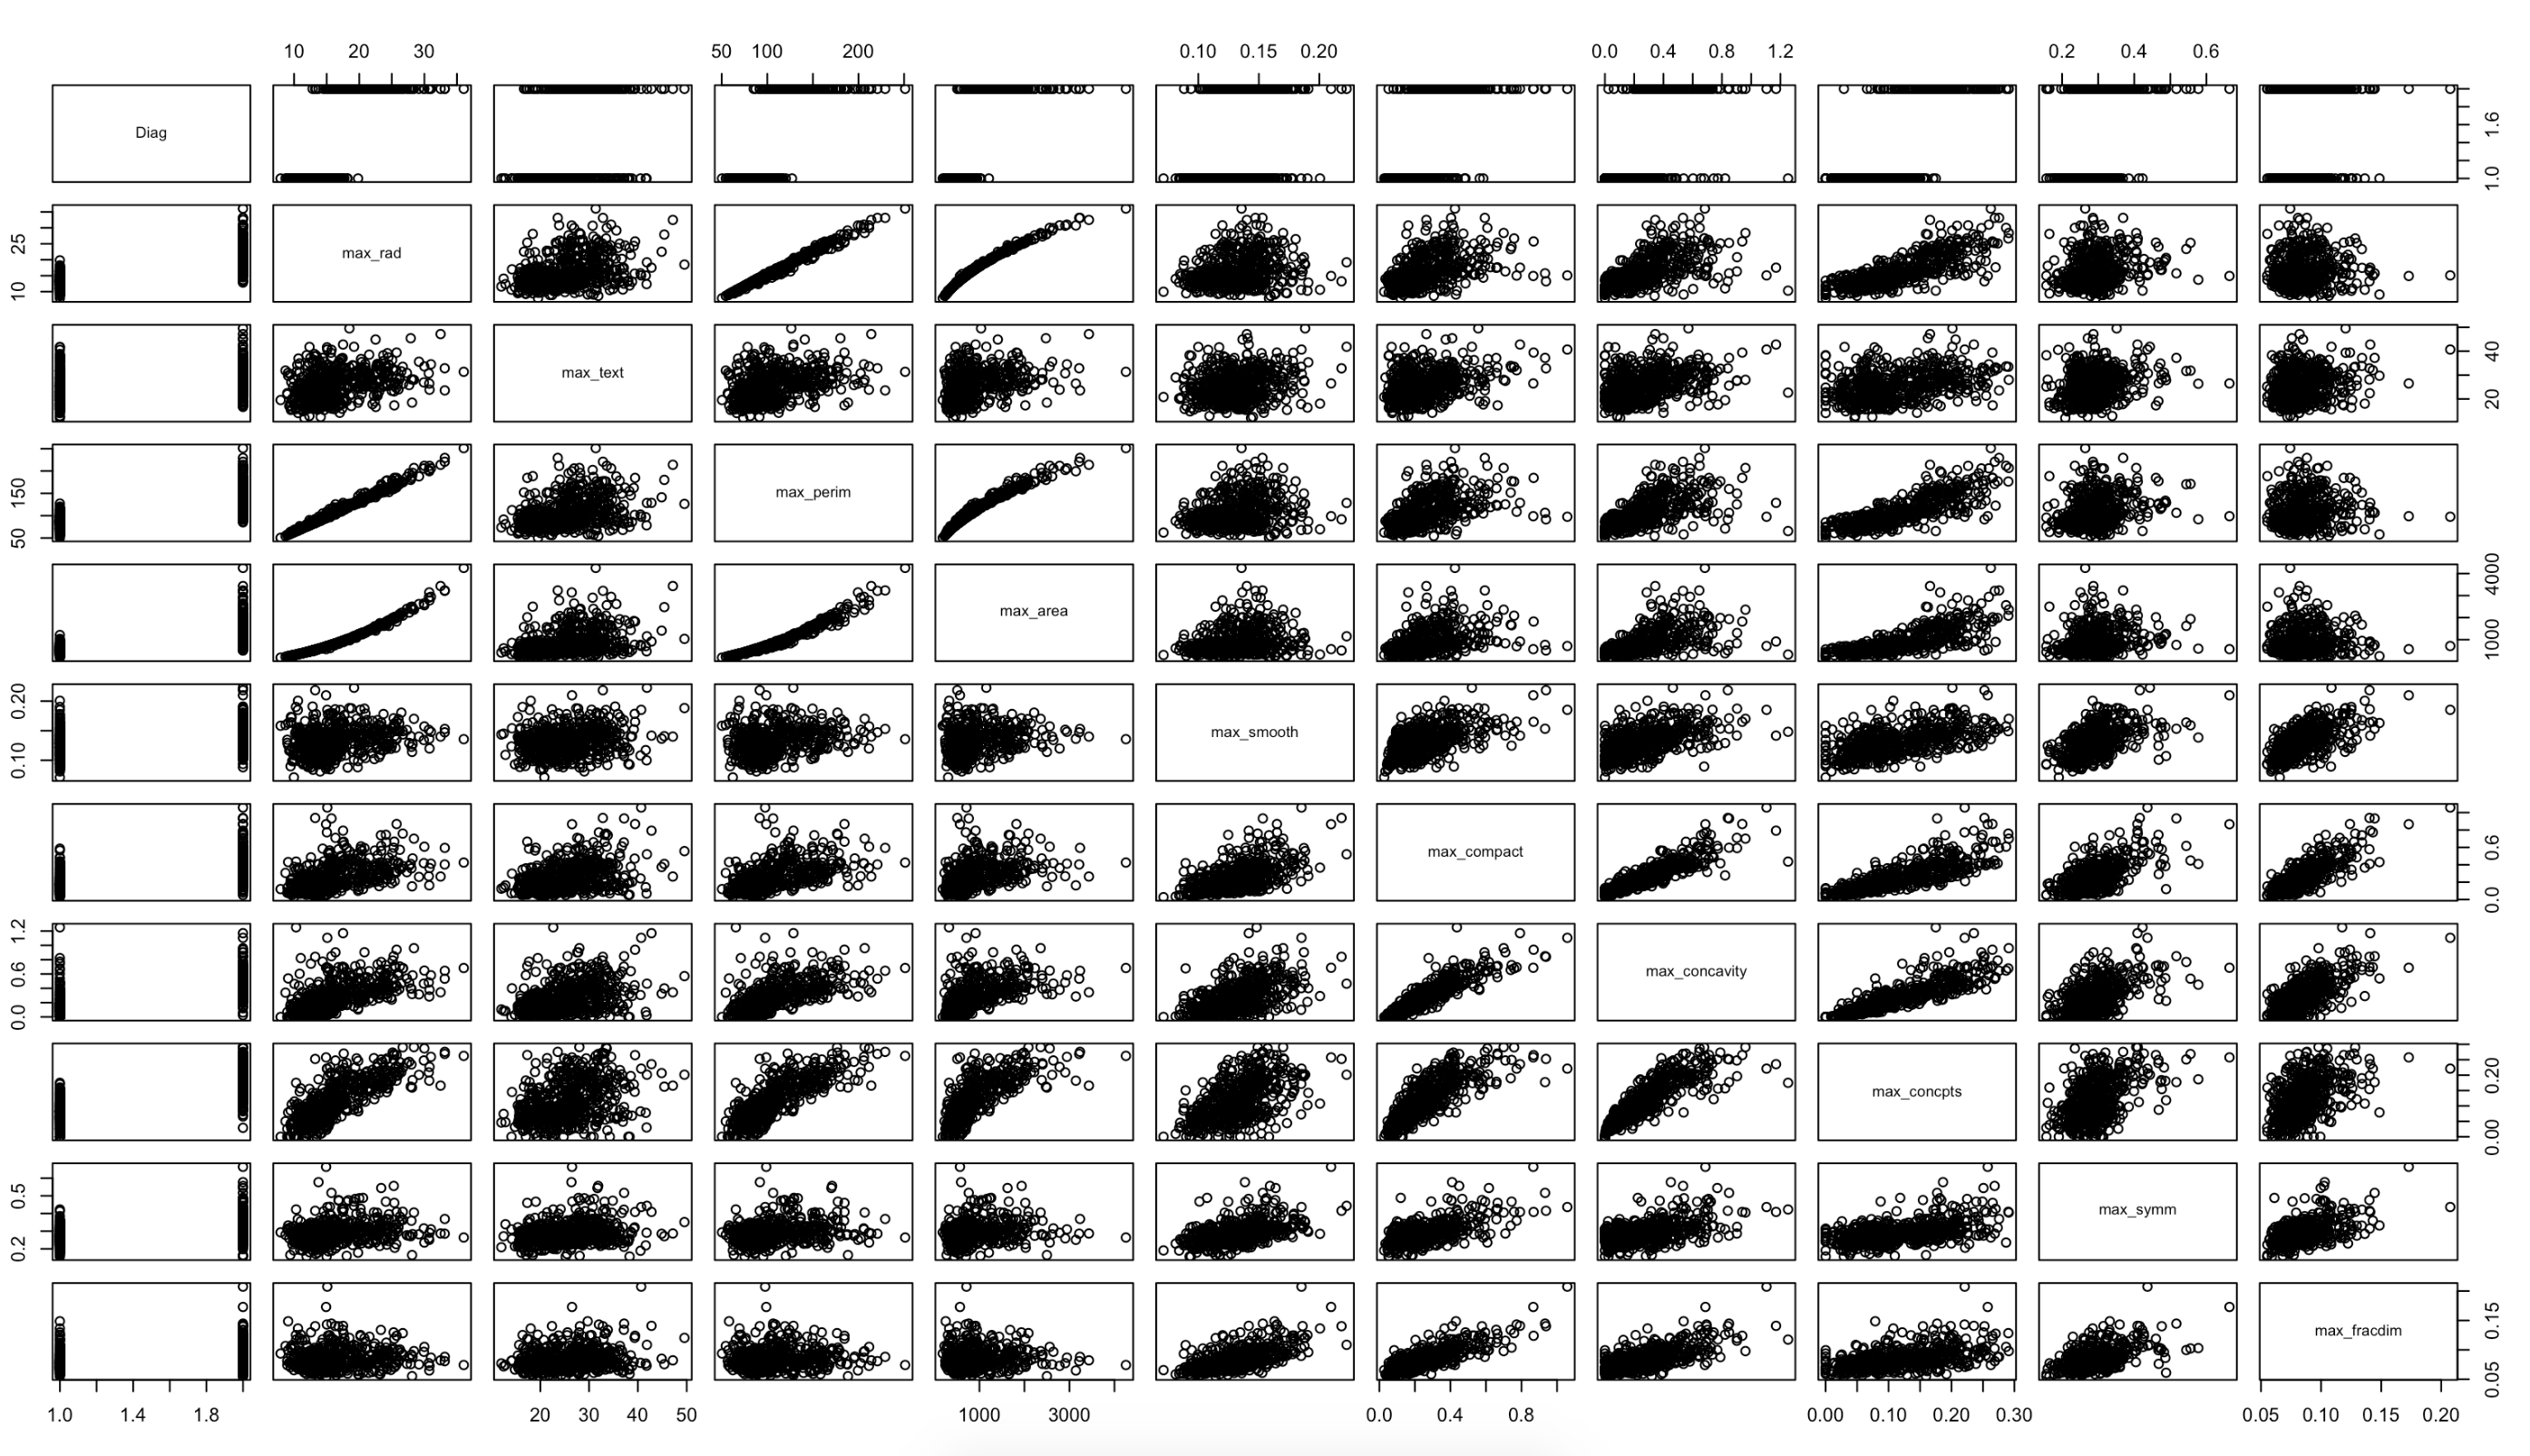 10 20 30 50 100 200 0.10 0.15 0.20 0.0 0.4 0.8 1.2 0.2 0.4 0.6
Diag
1.0 1.6
10 25
max_rad
max_text
20 40
50 150
max_perim
max_area
1000 4000
0.10 0.20
max_smooth
max_compact
0.0 0.6
0.0 0.6 1.2
max_concavity
max_concpts
0.00 0.20
0.2 0.5
max_symm
max_fracdim
0.05 0.15
1.0 1.4 1.8 20 30 40 50 1000 3000 0.0 0.4 0.8 0.00 0.10 0.20 0.30 0.05 0.10 0.15 0.20